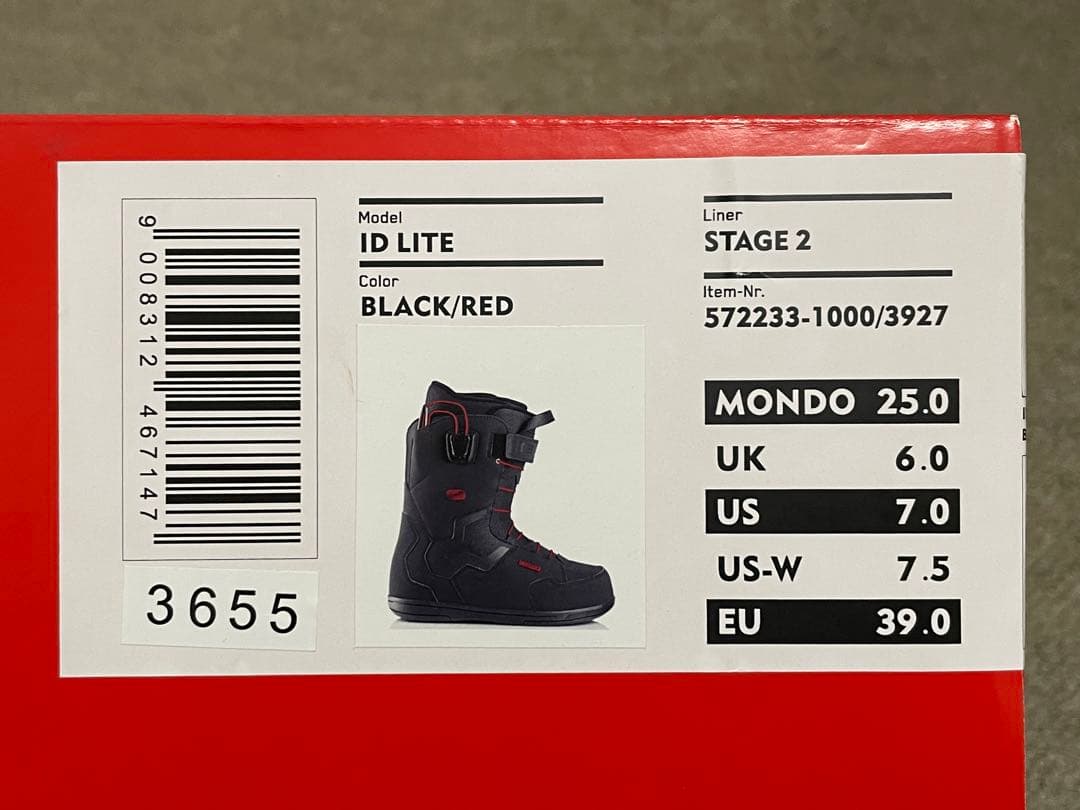 9 008312 467147
3655
Model
ID LITE
Color
BLACK/RED
Liner
STAGE 2
Item-Nr.
572233-1000/3927
MONDO 25.0
UK 6.0
US 7.0
US-W 7.5
EU 39.0